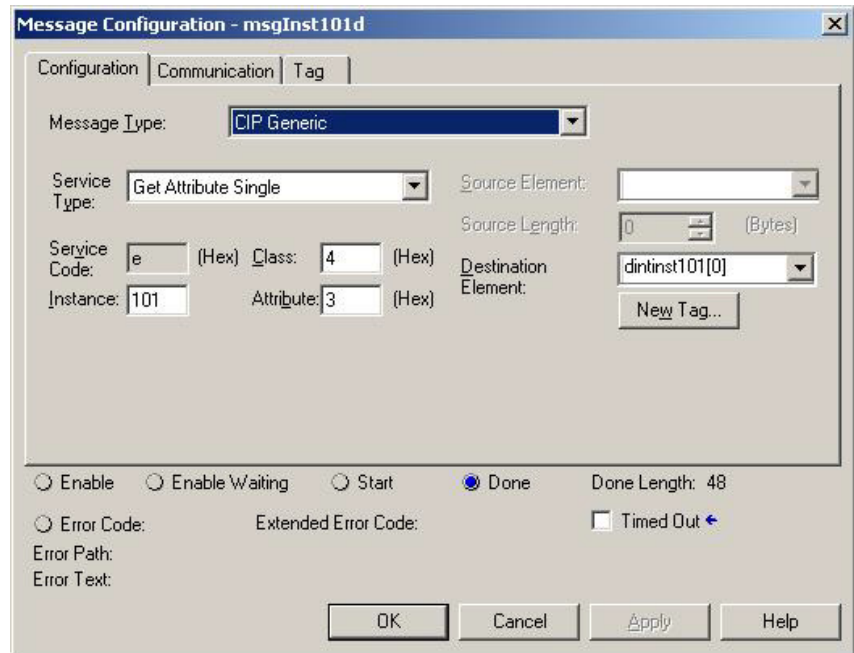 Message Configuration - msgInst101d
Configuration Communication Tag
Message Type: CIP Generic
Service Type: Get Attribute Single
Source Element:
Source Length: 0 (Bytes)
Service Code: e (Hex) Class: 4 (Hex)
Destination Element: dintinst101[0]
Instance: 101 Attribute: 3 (Hex)
New Tag...
Enable Enable Waiting Start Done Done Length: 48
Error Code: Extended Error Code: Timed Out
Error Path:
Error Text:
OK Cancel Apply Help